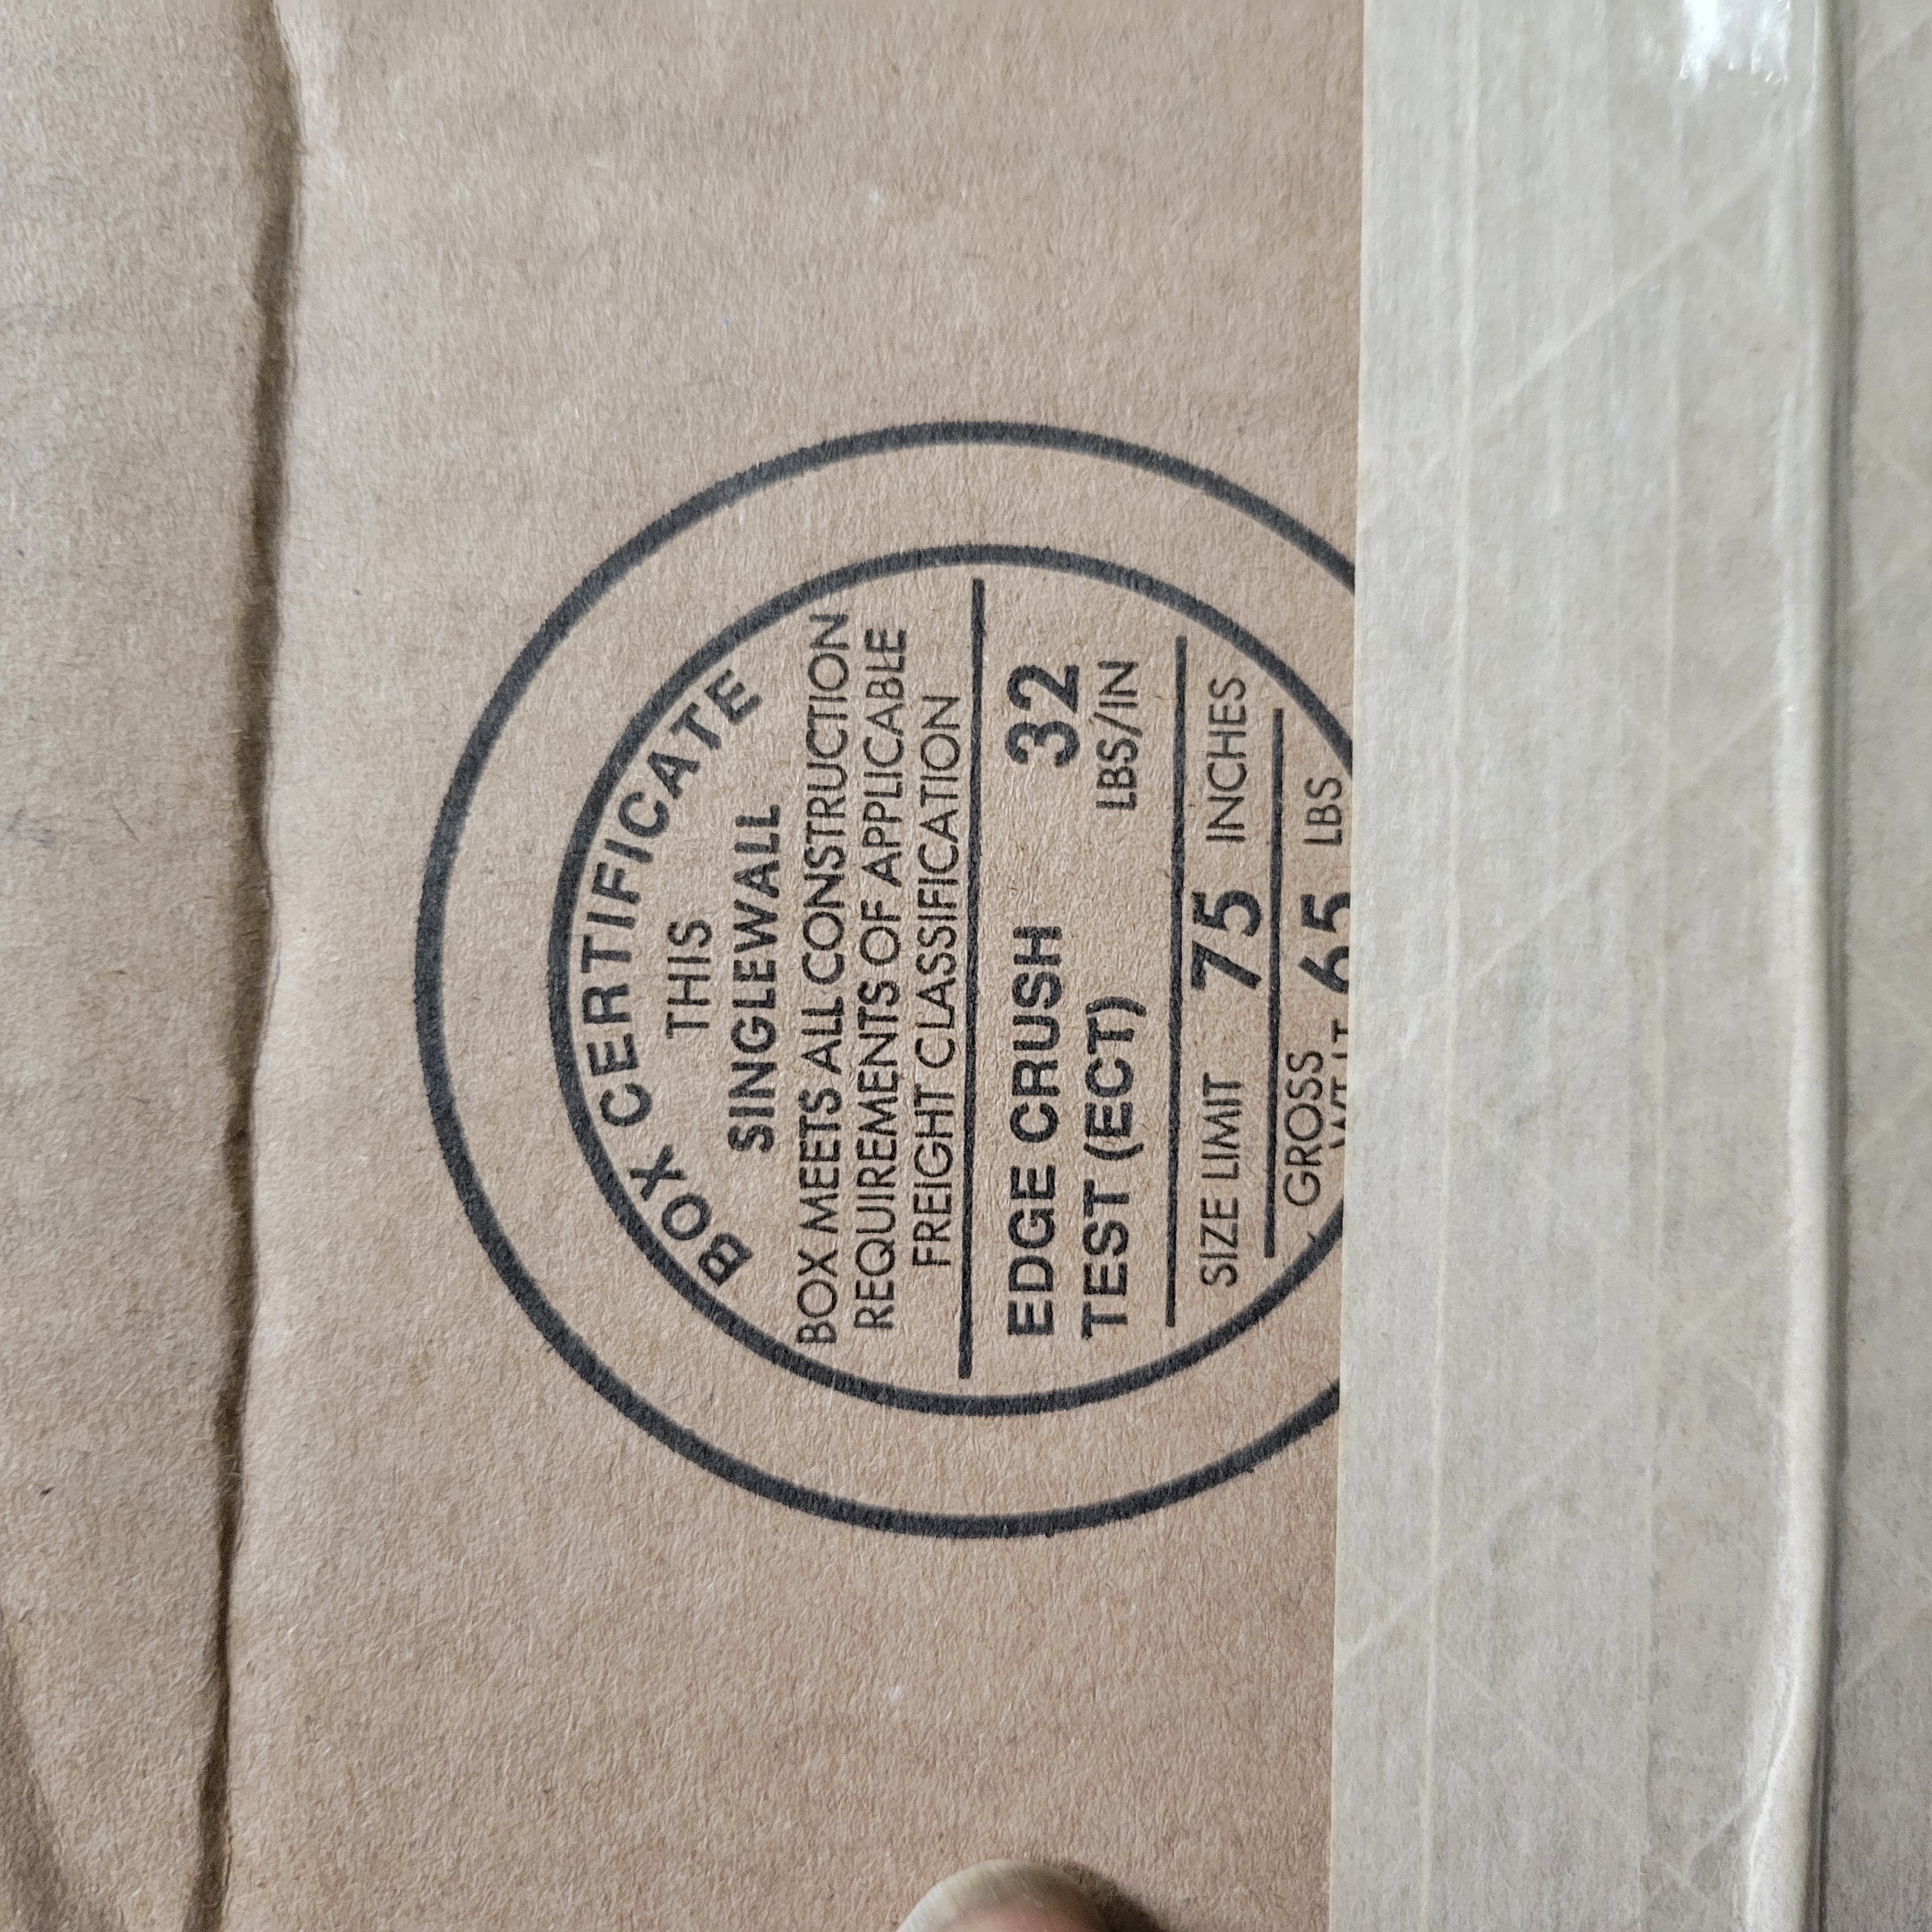 BOX CERTIFICATE
THIS
SINGLEWALL
BOX MEETS ALL CONSTRUCTION
REQUIREMENTS OF APPLICABLE
FREIGHT CLASSIFICATION
EDGE CRUSH 32
TEST (ECT) LBS/IN
SIZE LIMIT 75 INCHES
GROSS 65 LBS